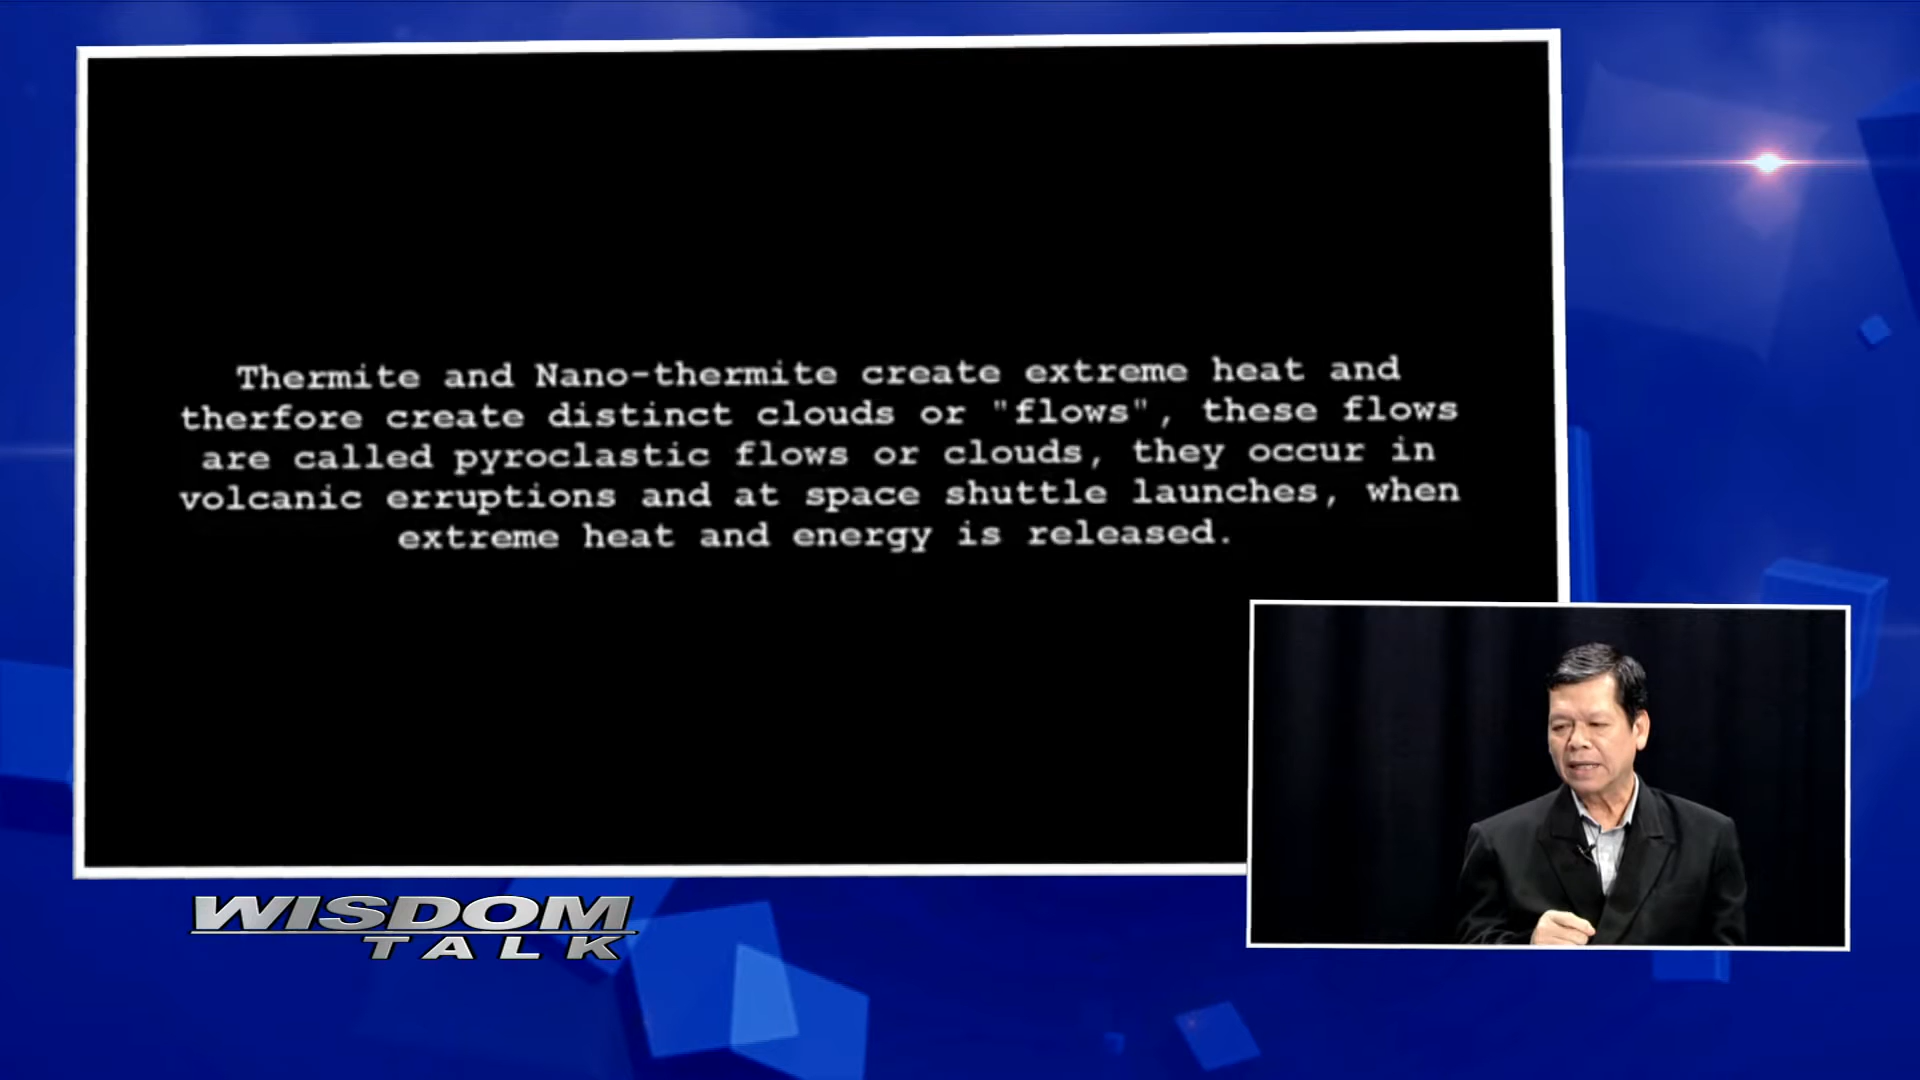 Thermite and Nano-thermite create extreme heat and
therfore create distinct clouds or "flows", these flows
are called pyroclastic flows or clouds, they occur in
volcanic erruptions and at space shuttle launches, when
extreme heat and energy is released.
WISDOM
TALK